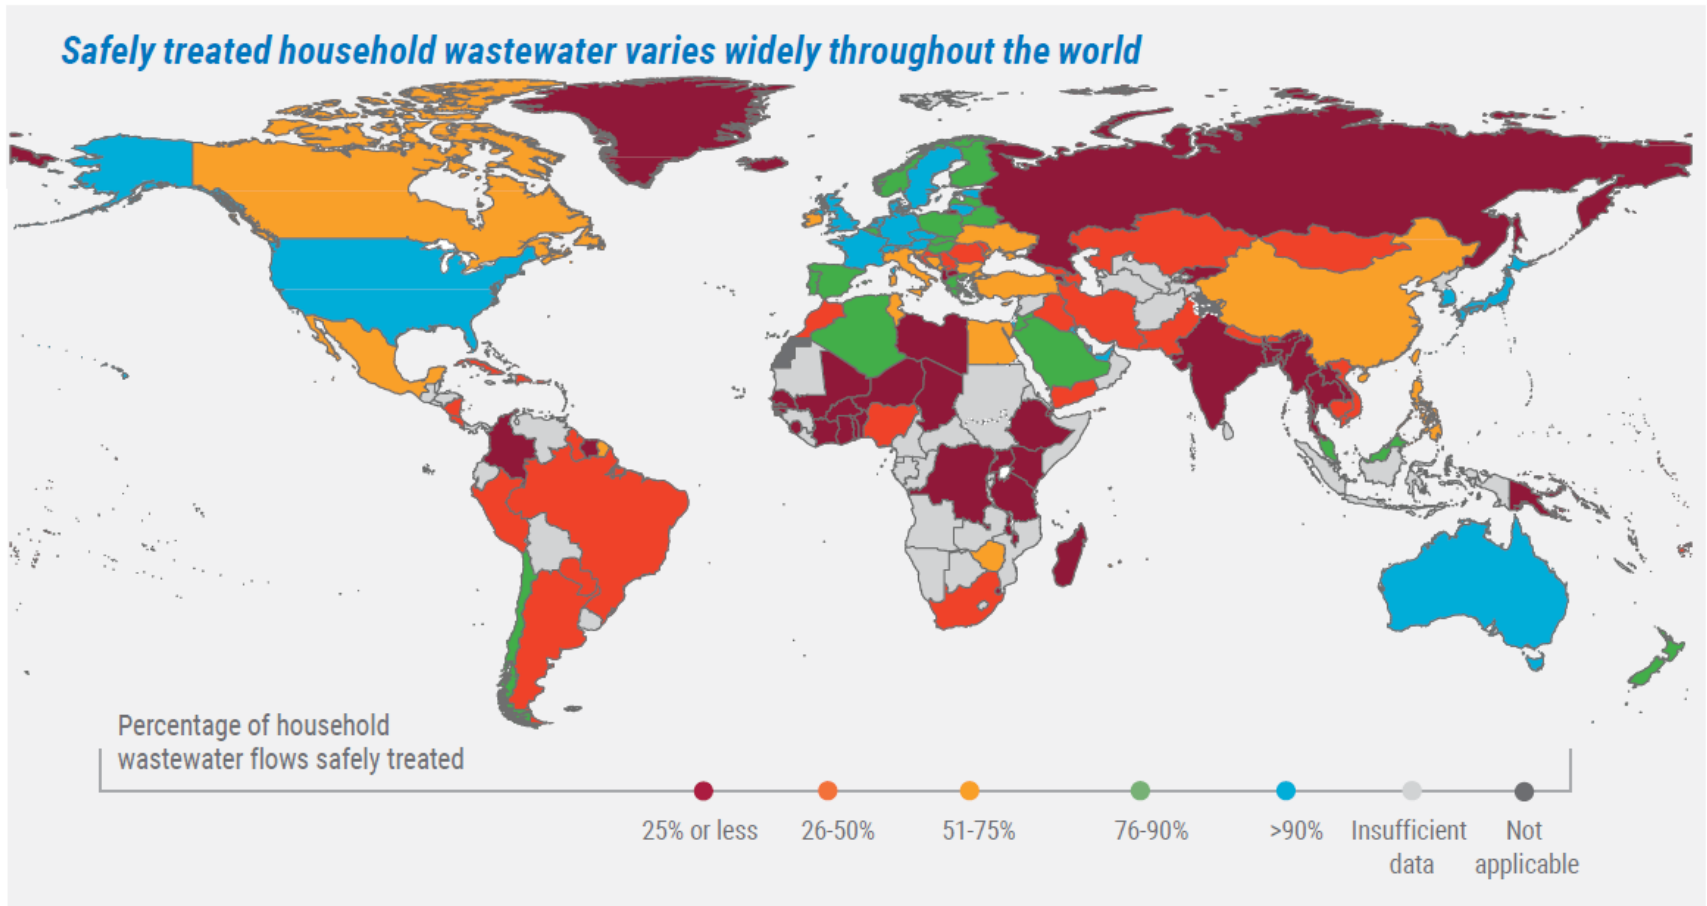 Safely treated household wastewater varies widely throughout the world
Percentage of household
wastewater flows safely treated
25% or less
26-50%
51-75%
76-90%
>90%
Insufficient
data
Not
applicable